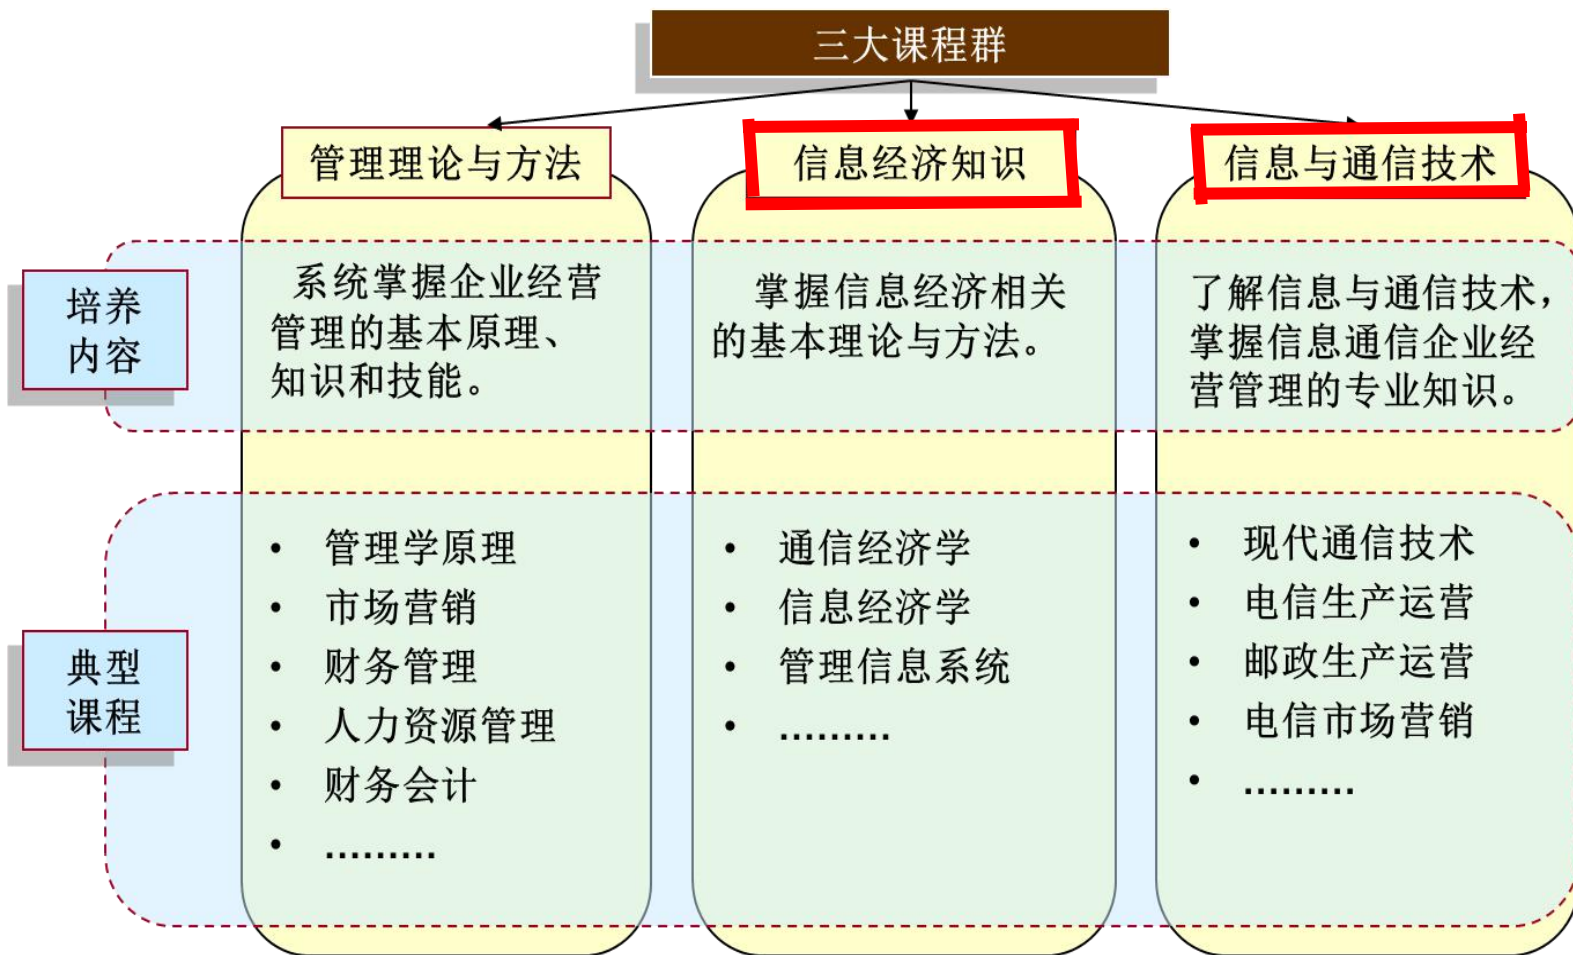 三大课程群
管理理论与方法
信息经济知识
信息与通信技术
培养
内容
系统掌握企业经营
管理的基本原理、
知识和技能。
掌握信息经济相关
的基本理论与方法。
了解信息与通信技术，
掌握信息通信企业经
营管理的专业知识。
典型
课程
• 管理学原理
• 市场营销
• 财务管理
• 人力资源管理
• 财务会计
• ………
• 通信经济学
• 信息经济学
• 管理信息系统
• ………
• 现代通信技术
• 电信生产运营
• 邮政生产运营
• 电信市场营销
• ………